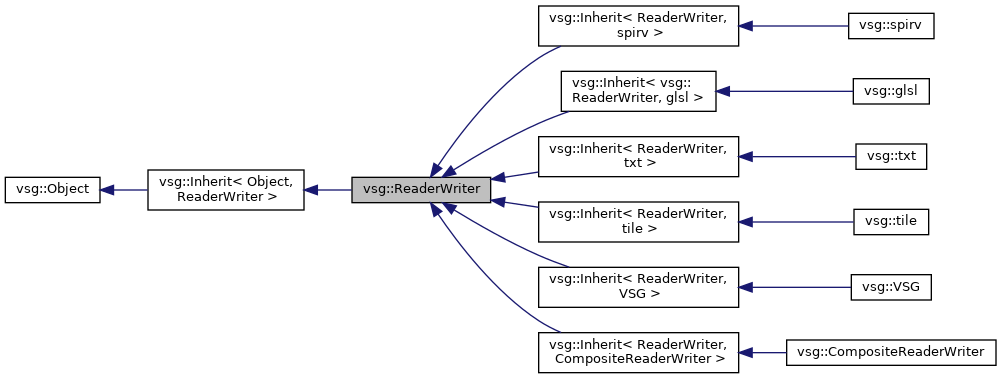 vsg::Object
vsg::Inherit< Object,
ReaderWriter >
vsg::ReaderWriter
vsg::Inherit< ReaderWriter,
spirv >
vsg::spirv
vsg::Inherit< vsg::
ReaderWriter, glsl >
vsg::glsl
vsg::Inherit< ReaderWriter,
txt >
vsg::txt
vsg::Inherit< ReaderWriter,
tile >
vsg::tile
vsg::Inherit< ReaderWriter,
VSG >
vsg::VSG
vsg::Inherit< ReaderWriter,
CompositeReaderWriter >
vsg::CompositeReaderWriter